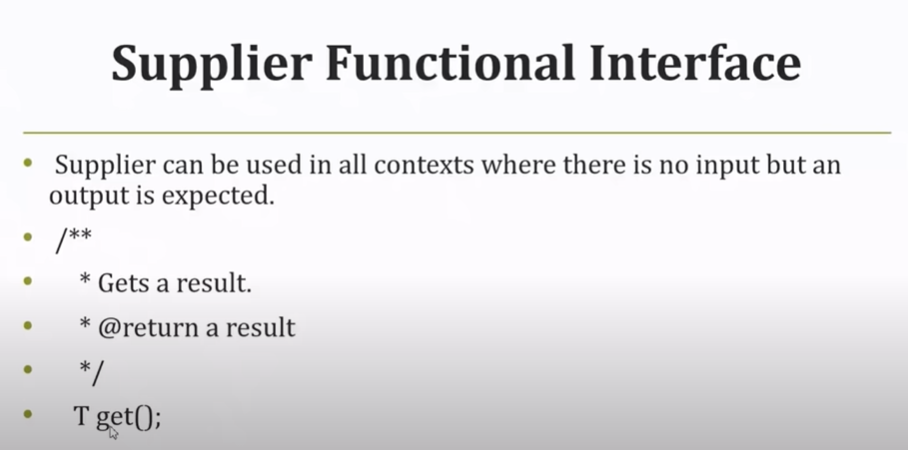 Supplier Functional Interface
• Supplier can be used in all contexts where there is no input but an
output is expected.
• /**
• * Gets a result.
• * @return a result
• */
• T get();